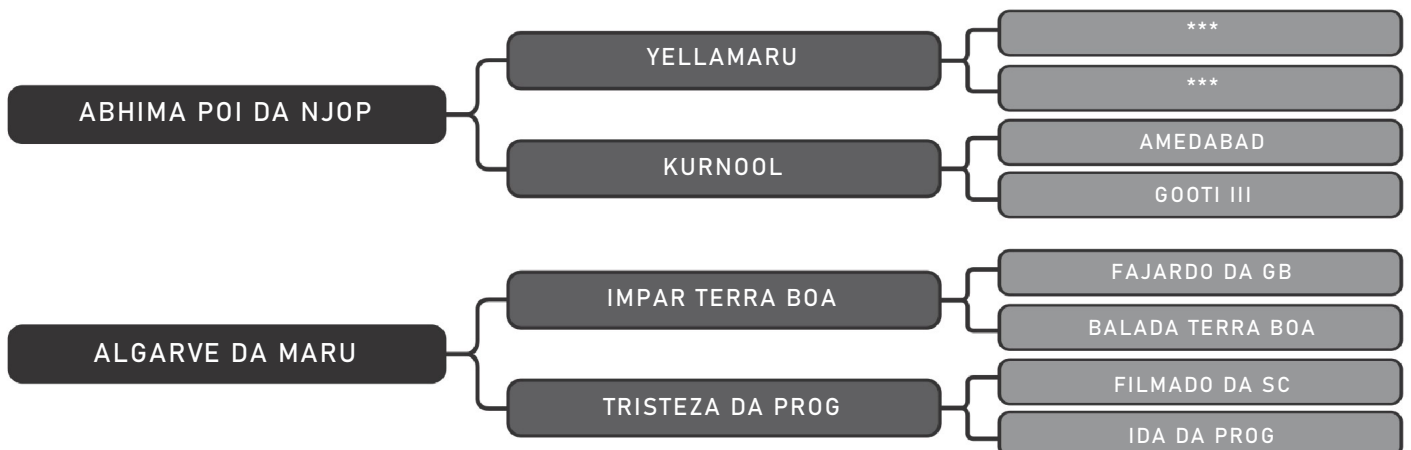 ABHIMA POI DA NJOP
YELLAMARU
***
***
KURNOOL
AMEDABAD
GOOTI III
ALGARVE DA MARU
IMPAR TERRA BOA
FAJARDO DA GB
BALADA TERRA BOA
TRISTEZA DA PROG
FILMADO DA SC
IDA DA PROG